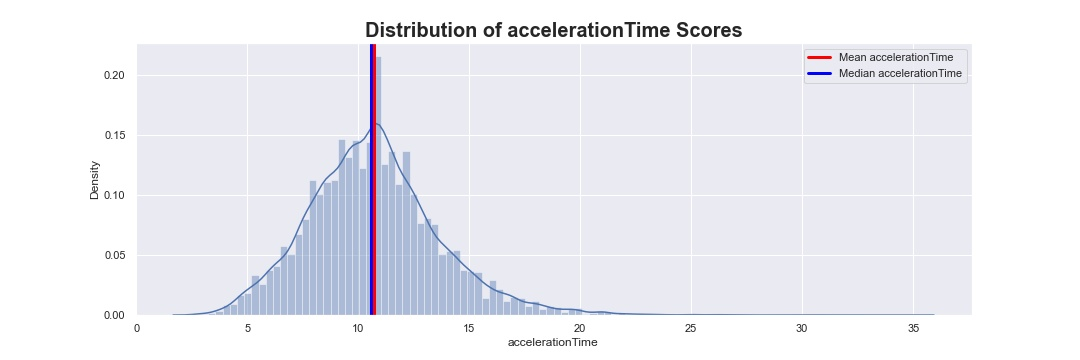 Distribution of accelerationTime Scores
Mean accelerationTime
Median accelerationTime
0.20
0.15
0.10
0.05
0.00
Density
0
5
10
15
20
25
30
35
accelerationTime